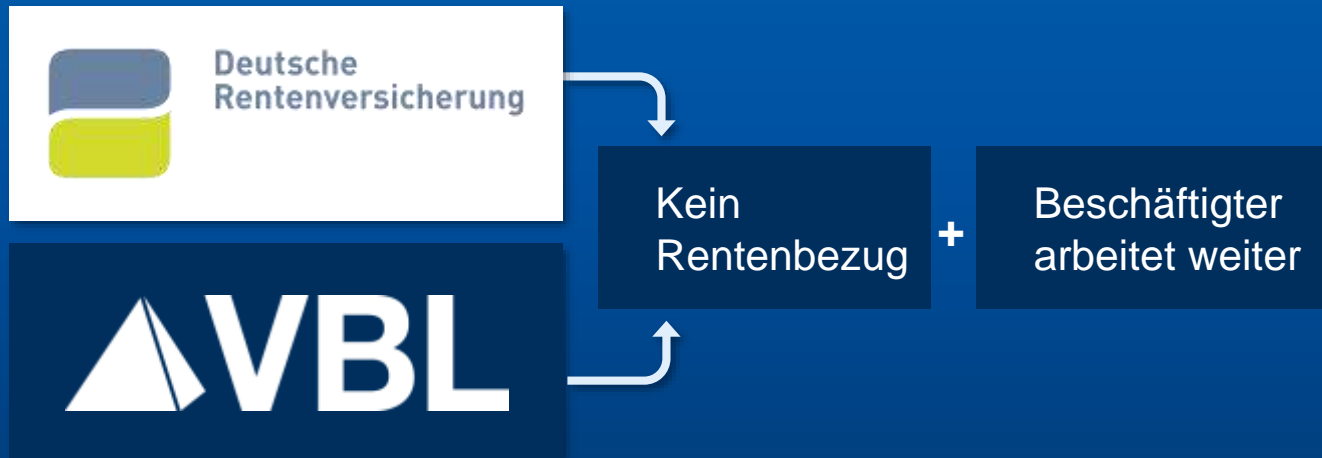 Deutsche
Rentenversicherung
Kein
Rentenbezug
+
Beschäftigter
arbeitet weiter
VBL